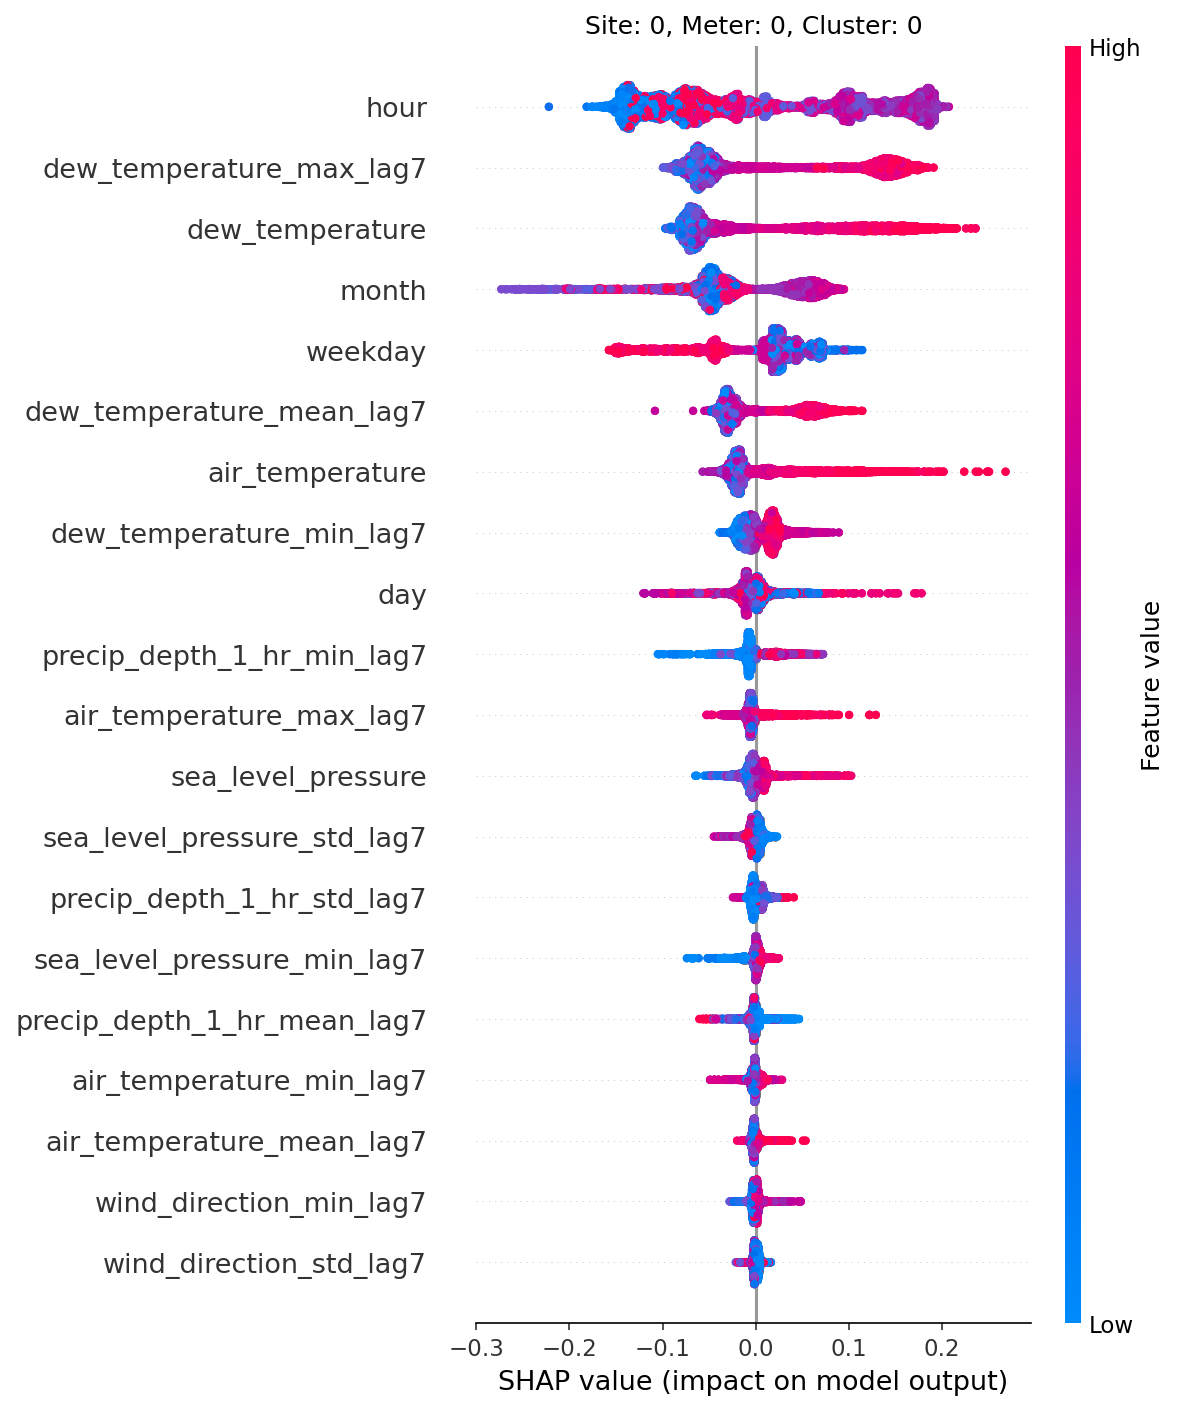 Site: 0, Meter: 0, Cluster: 0
High
hour
dew_temperature_max_lag7
dew_temperature
month
weekday
dew_temperature_mean_lag7
air_temperature
dew_temperature_min_lag7
day
precip_depth_1_hr_min_lag7
air_temperature_max_lag7
sea_level_pressure
sea_level_pressure_std_lag7
precip_depth_1_hr_std_lag7
sea_level_pressure_min_lag7
precip_depth_1_hr_mean_lag7
air_temperature_min_lag7
air_temperature_mean_lag7
wind_direction_min_lag7
wind_direction_std_lag7
Feature value
Low
−0.3 −0.2 −0.1 0.0 0.1 0.2
SHAP value (impact on model output)